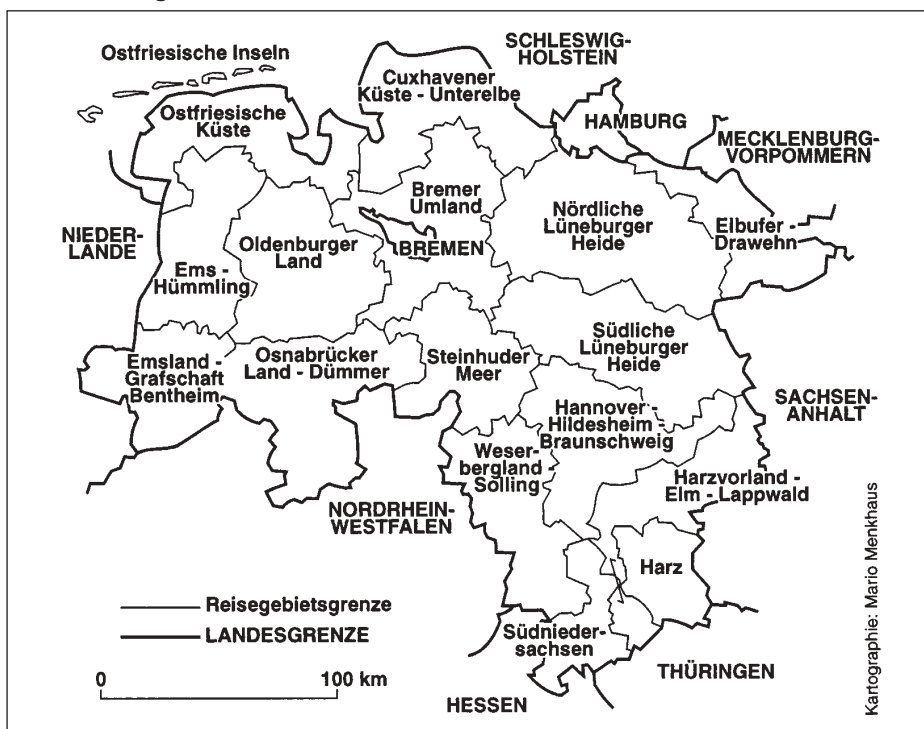 Ostfriesische Inseln
SCHLESWIG-
HOLSTEIN
Cuxhavener
Küste - Unterelbe
Ostfriesische
Küste
HAMBURG
MECKLENBURG-
VORPOMMERN
Bremer
Umland
Nördliche
Lüneburger
Heide
Elbufer -
Drawehn
NIEDER-
LANDE
Oldenburger
Land
BREMEN
Ems -
Hümmling
Südliche
Lüneburger
Heide
Emsland -
Grafschaft
Bentheim
Osnabrücker
Land - Dümmer
Steinhuder
Meer
SACHSEN-
ANHALT
Hannover -
Hildesheim -
Braunschweig
Weser-
bergland -
Solling
Harzvorland -
Elm - Lappwald
NORDRHEIN-
WESTFALEN
Harz
Reisegebietsgrenze
LANDESGRENZE
Südnieder-
sachsen
THÜRINGEN
HESSEN
0 100 km
Kartographie: Mario Menkhaus